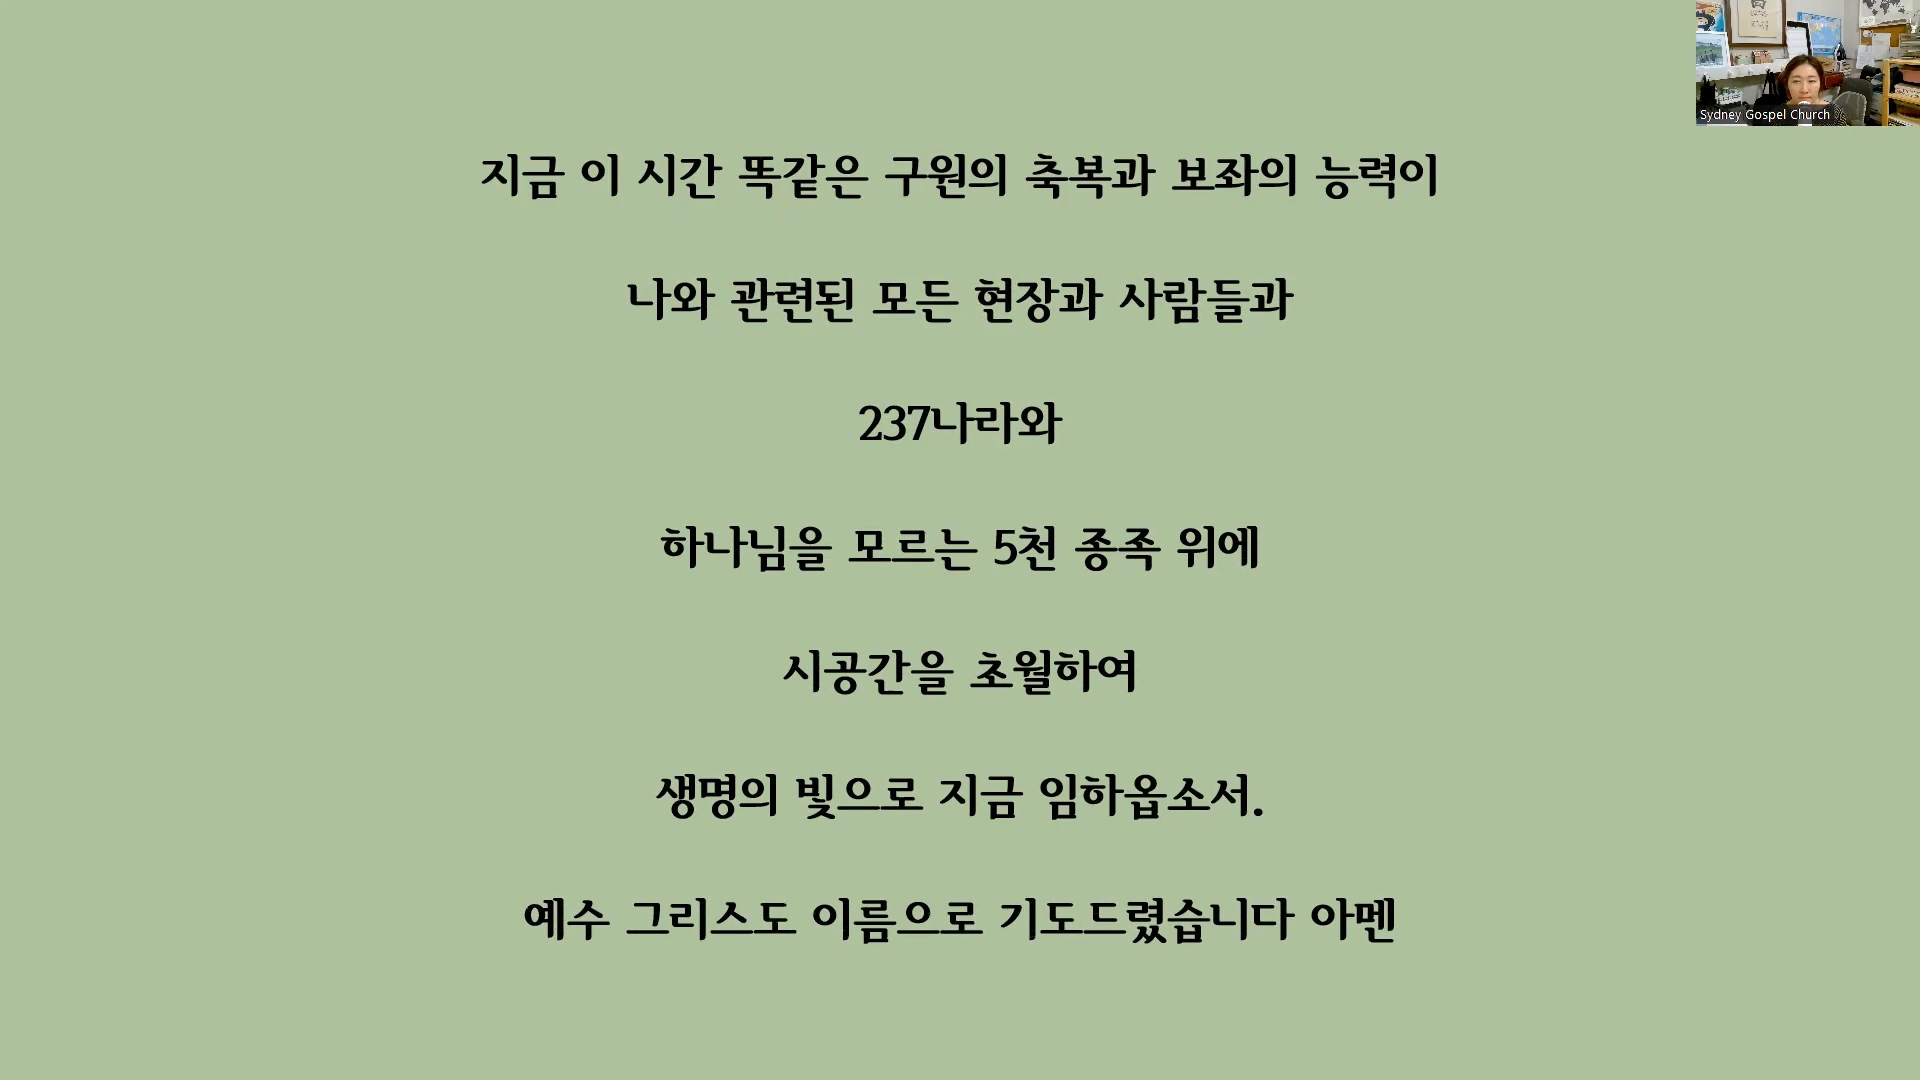 지금 이 시간 똑같은 구원의 축복과 보좌의 능력이
나와 관련된 모든 현장과 사람들과
237나라와
하나님을 모르는 5천 종족 위에
시공간을 초월하여
생명의 빛으로 지금 임하옵소서.
예수 그리스도 이름으로 기도드렸습니다 아멘
Sydney Gospel Church